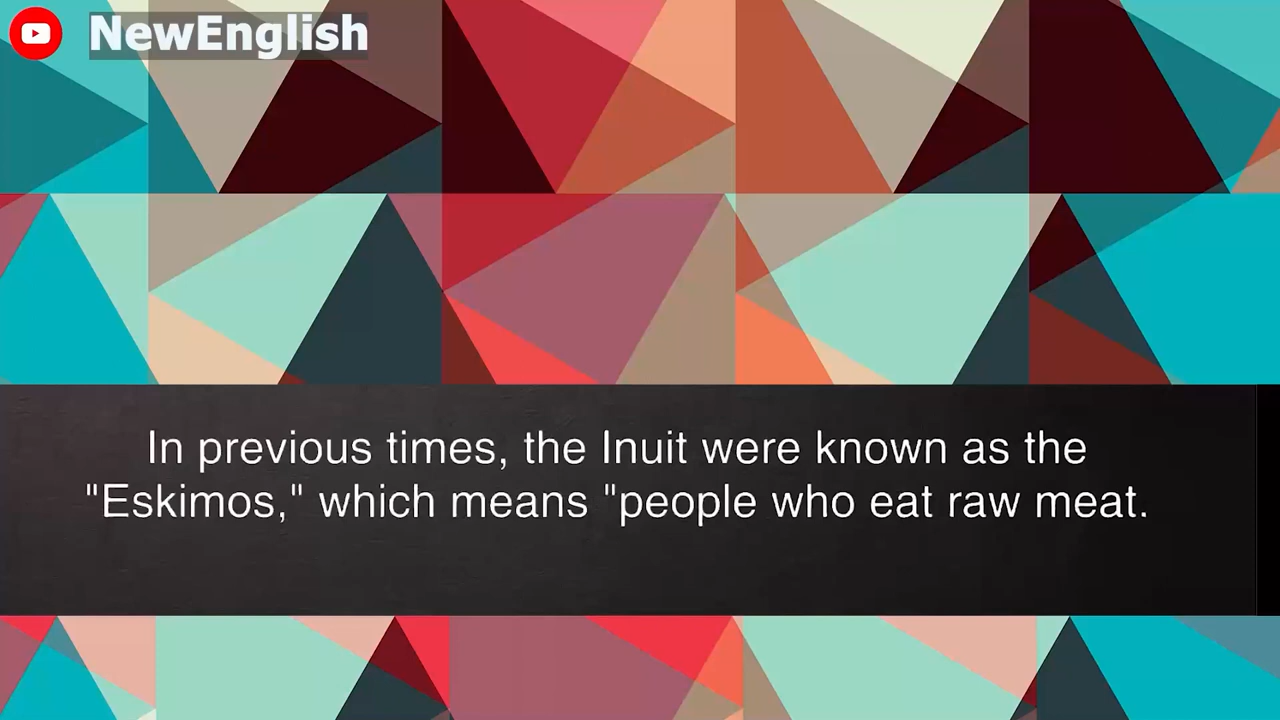 NewEnglish
In previous times, the Inuit were known as the
"Eskimos," which means "people who eat raw meat.